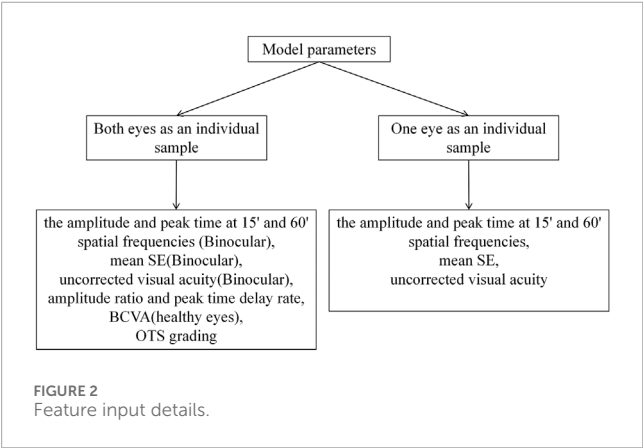 Model parameters
Both eyes as an individual
sample
One eye as an individual
sample
the amplitude and peak time at 15' and 60'
spatial frequencies (Binocular),
mean SE(Binocular),
uncorrected visual acuity(Binocular),
amplitude ratio and peak time delay rate,
BCVA(healthy eyes),
OTS grading
the amplitude and peak time at 15' and 60'
spatial frequencies,
mean SE,
uncorrected visual acuity
FIGURE 2
Feature input details.